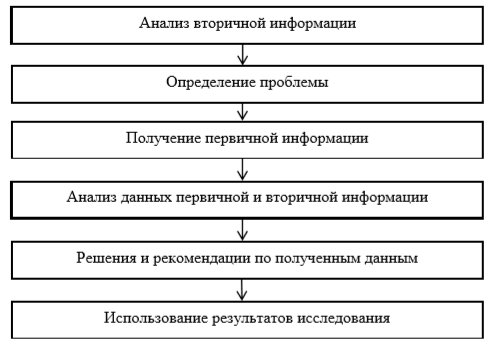 Анализ вторичной информации
Определение проблемы
Получение первичной информации
Анализ данных первичной и вторичной информации
Решения и рекомендации по полученным данным
Использование результатов исследования